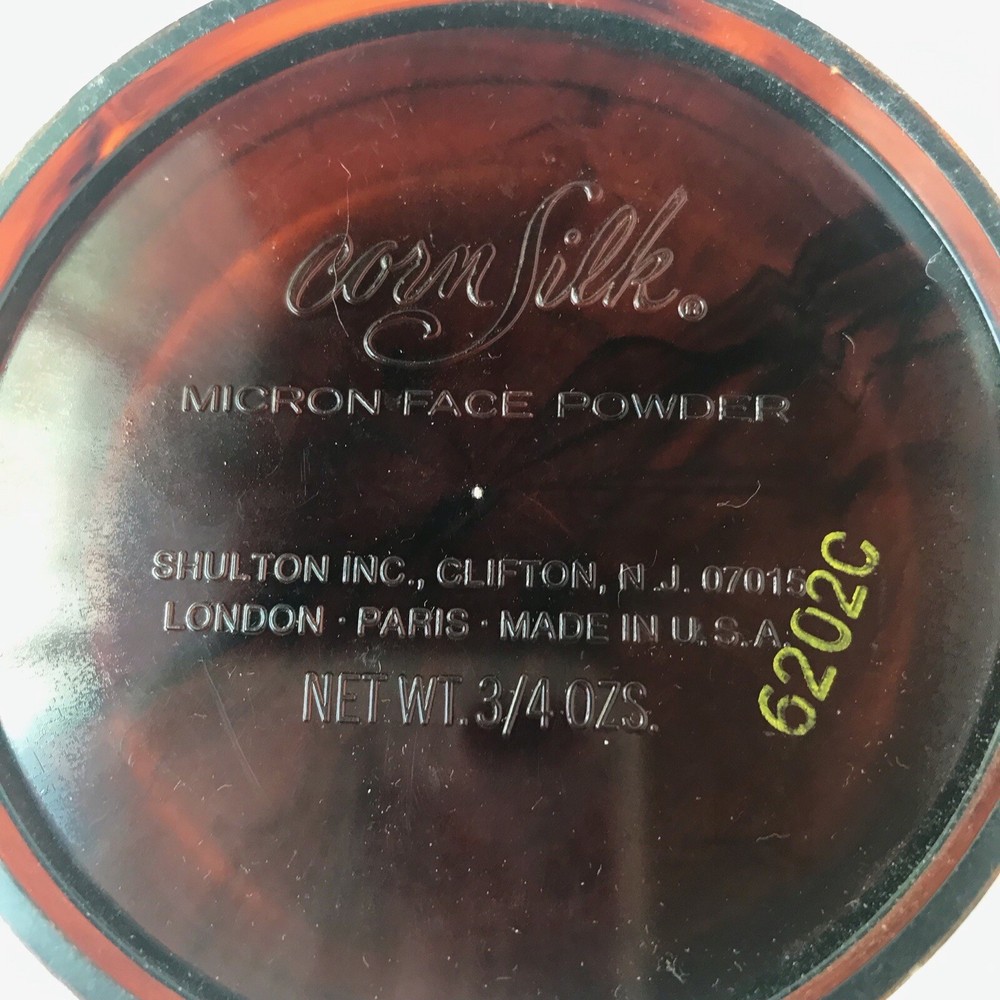 corn Silk®
MICRON FACE POWDER
SHULTON INC., CLIFTON, N.J. 07015
LONDON · PARIS · MADE IN U.S.A.
NET WT. 3/4 OZS.
6202C